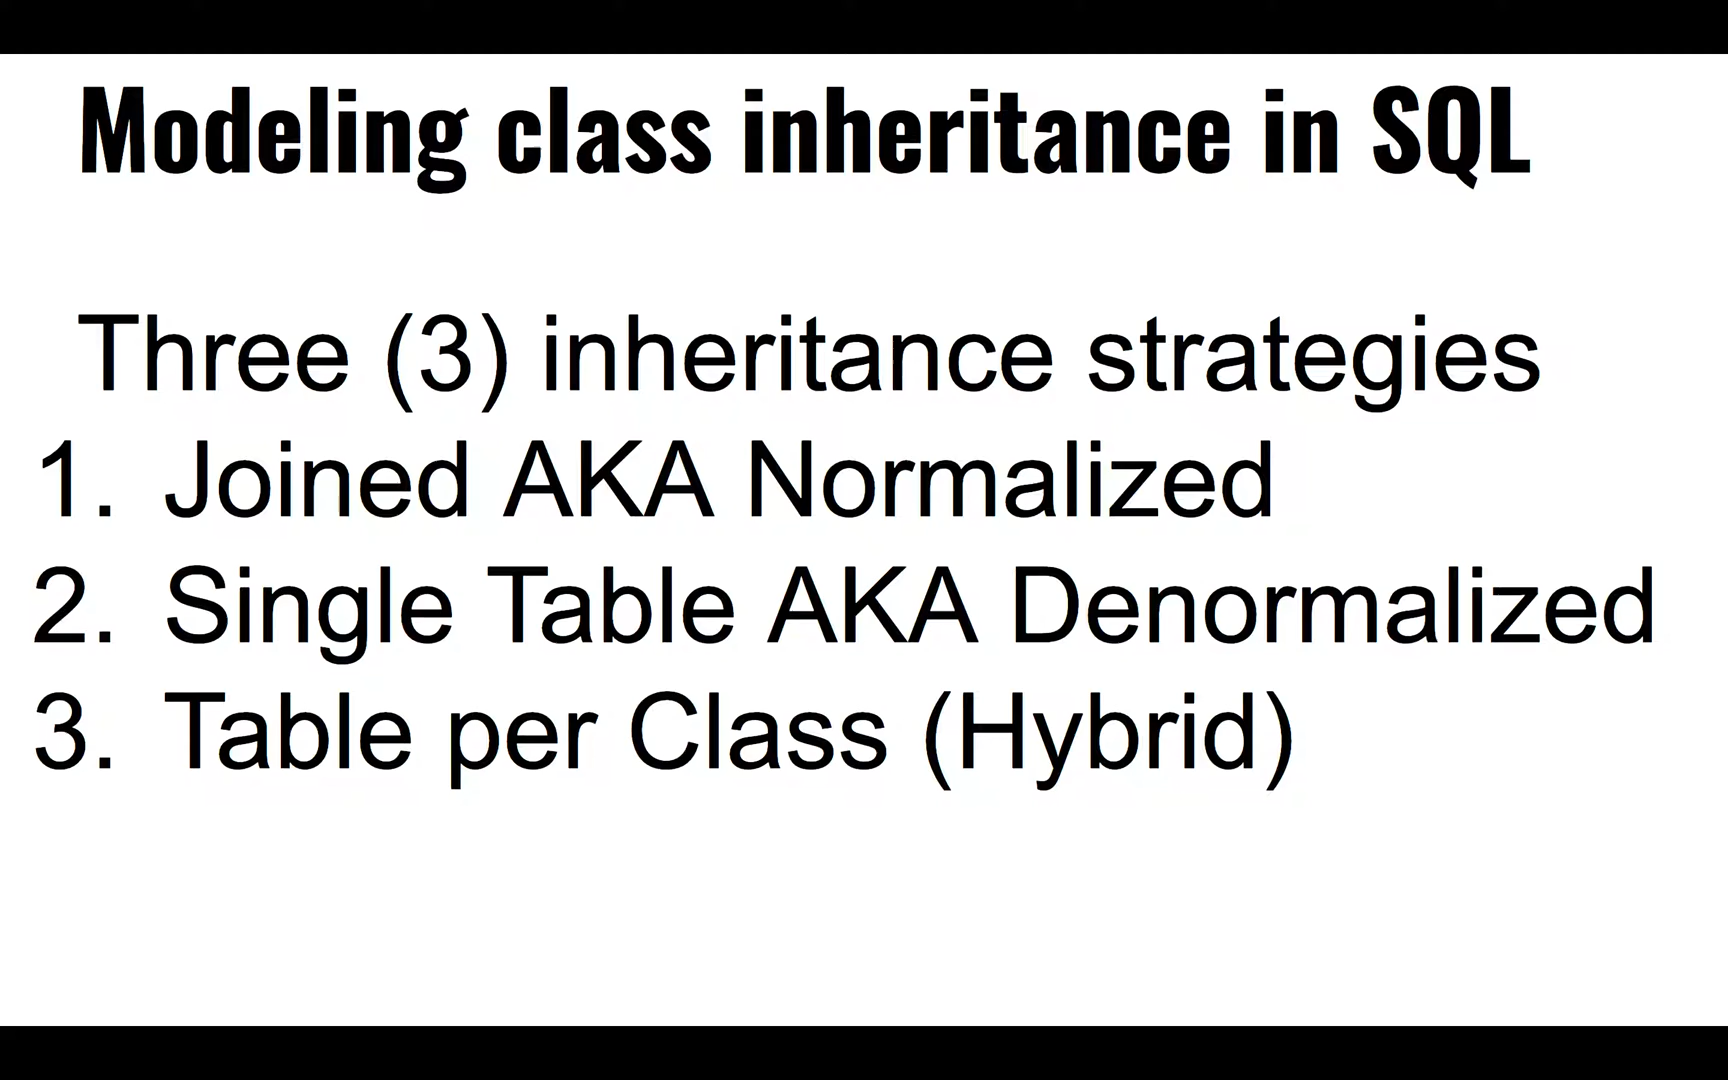 Modeling class inheritance in SQL
Three (3) inheritance strategies
1. Joined AKA Normalized
2. Single Table AKA Denormalized
3. Table per Class (Hybrid)